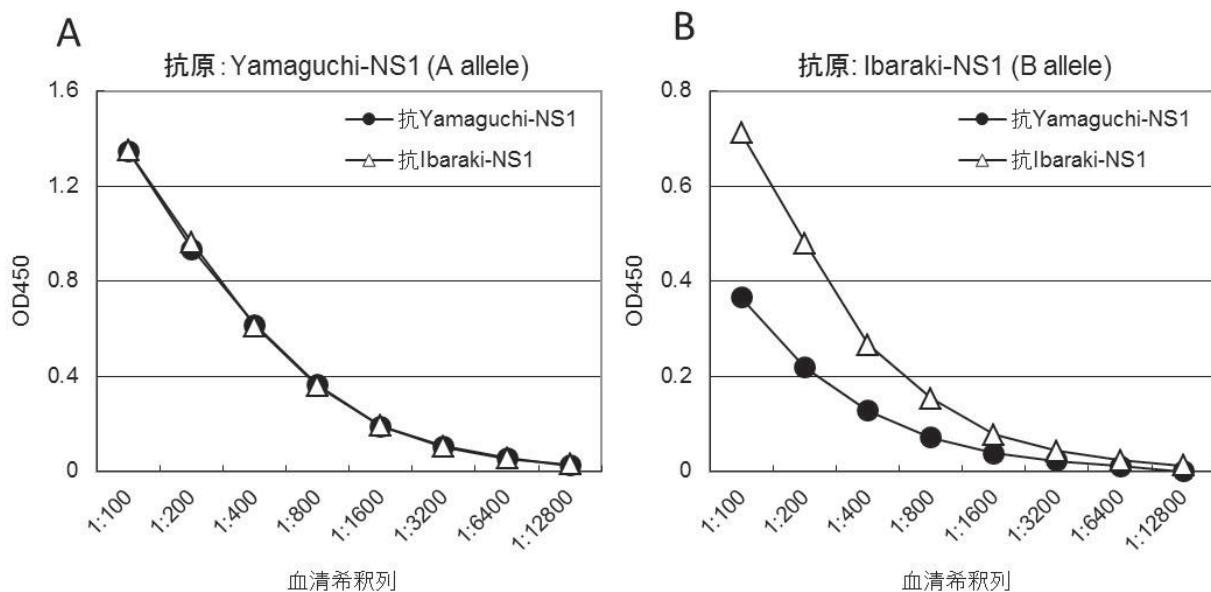 A
抗原:Yamaguchi-NS1 (A allele)
1.6
1.2
0.8
0.4
0
OD450
抗Yamaguchi-NS1
抗Ibaraki-NS1
1:100
1:200
1:400
1:800
1:1600
1:3200
1:6400
1:12800
血清希釈列
B
抗原: Ibaraki-NS1 (B allele)
0.8
0.6
0.4
0.2
0
OD450
抗Yamaguchi-NS1
抗Ibaraki-NS1
1:100
1:200
1:400
1:800
1:1600
1:3200
1:6400
1:12800
血清希釈列